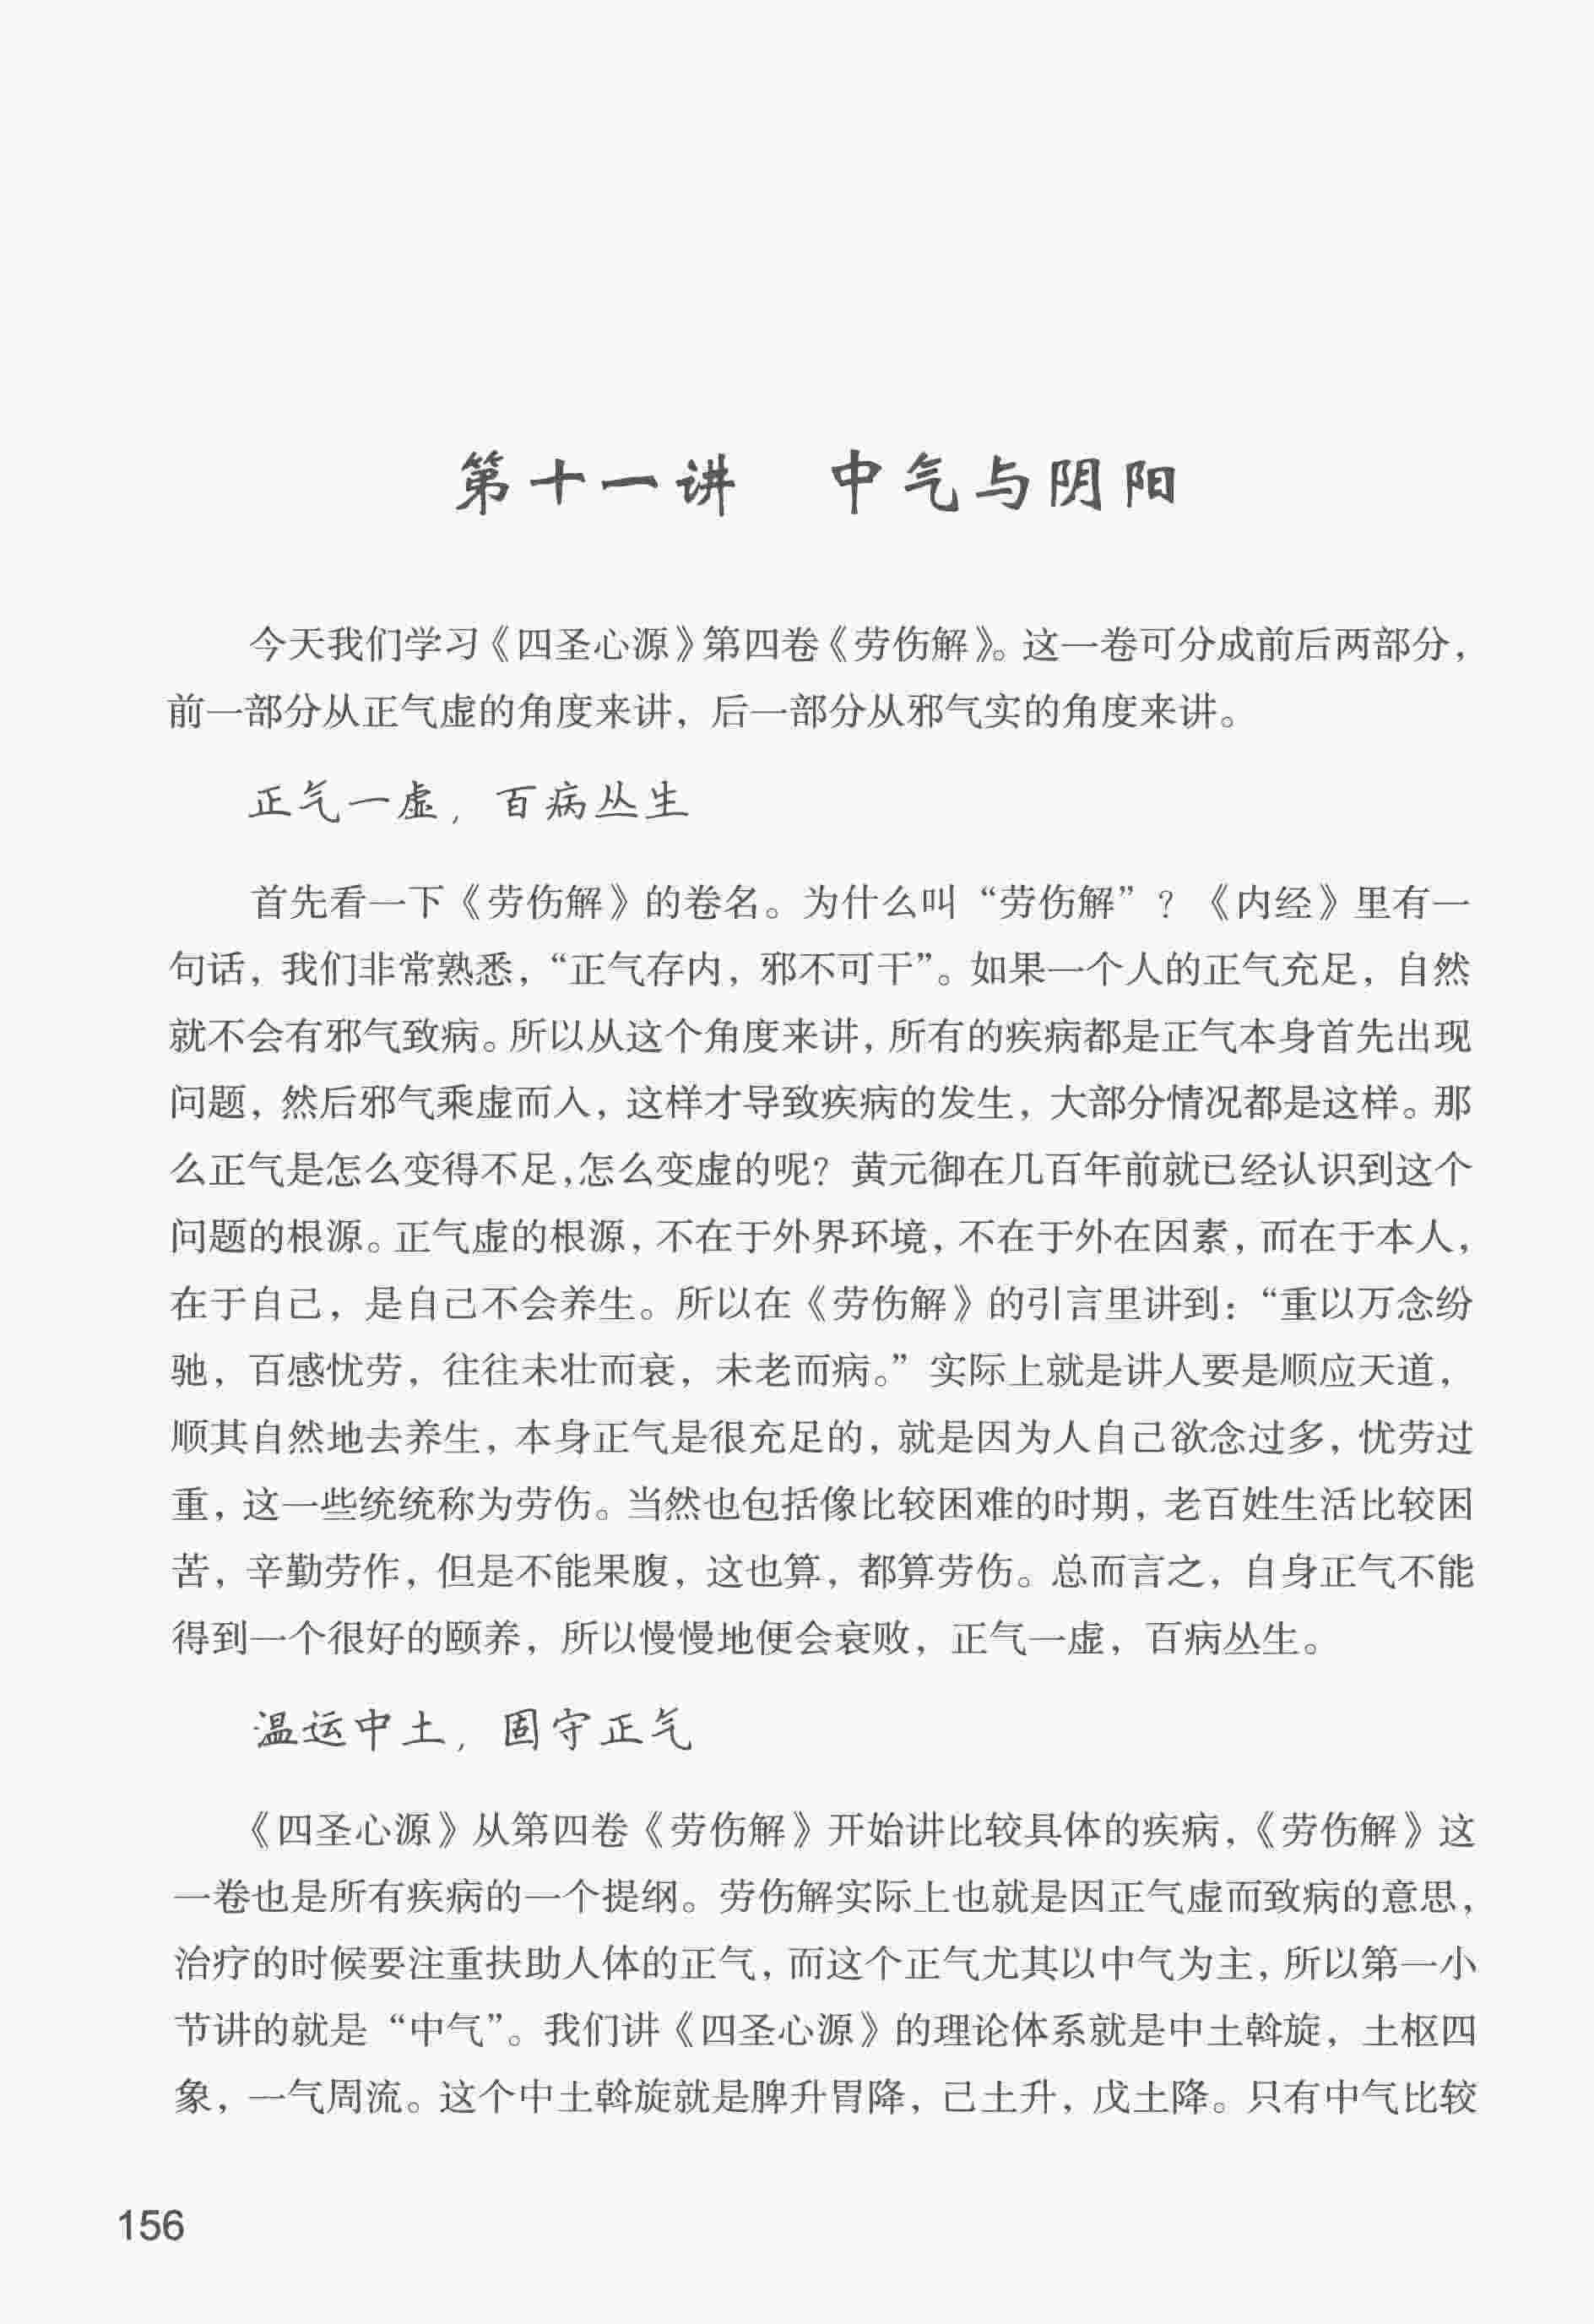 第十一讲 中气与阴阳
今天我们学习《四圣心源》第四卷《劳伤解》。这一卷可分成前后两部分，
前一部分从正气虚的角度来讲，后一部分从邪气实的角度来讲。
正气一虚，百病丛生
首先看一下《劳伤解》的卷名。为什么叫“劳伤解”？《内经》里有一
句话，我们非常熟悉，“正气存内，邪不可干”。如果一个人的正气充足，自然
就不会有邪气致病。所以从这个角度来讲，所有的疾病都是正气本身首先出现
问题，然后邪气乘虚而入，这样才导致疾病的发生，大部分情况都是这样。那
么正气是怎么变得不足，怎么变虚的呢？黄元御在几百年前就已经认识到这个
问题的根源。正气虚的根源，不在于外界环境，不在于外在因素，而在于本人，
在于自己，是自己不会养生。所以在《劳伤解》的引言里讲到：“重以万念纷
驰，百感忧劳，往往未壮而衰，未老而病。”实际上就是讲人要是顺应天道，
顺其自然地去养生，本身正气是很充足的，就是因为人自己欲念过多，忧劳过
重，这一些统统称为劳伤。当然也包括像比较困难的时期，老百姓生活比较困
苦，辛勤劳作，但是不能果腹，这也算，都算劳伤。总而言之，自身正气不能
得到一个很好的颐养，所以慢慢地便会衰败，正气一虚，百病丛生。
温运中土，固守正气
《四圣心源》从第四卷《劳伤解》开始讲比较具体的疾病，《劳伤解》这
一卷也是所有疾病的一个提纲。劳伤解实际上也就是因正气虚而致病的意思，
治疗的时候要注重扶助人体的正气，而这个正气尤其以中气为主，所以第一小
节讲的就是“中气”。我们讲《四圣心源》的理论体系就是中土斡旋，土枢四
象，一气周流。这个中土斡旋就是脾升胃降，己土升，戊土降。只有中气比较
156